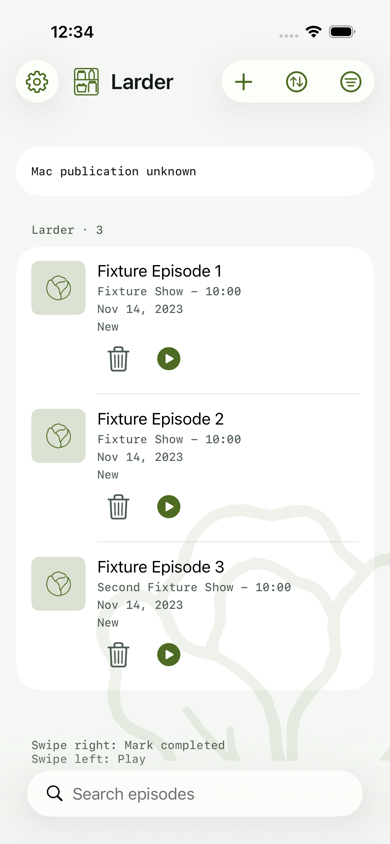 12:34
Larder
Mac publication unknown
Larder · 3
Fixture Episode 1
Fixture Show – 10:00
Nov 14, 2023
New
Fixture Episode 2
Fixture Show – 10:00
Nov 14, 2023
New
Fixture Episode 3
Second Fixture Show – 10:00
Nov 14, 2023
New
Swipe right: Mark completed
Swipe left: Play
Search episodes